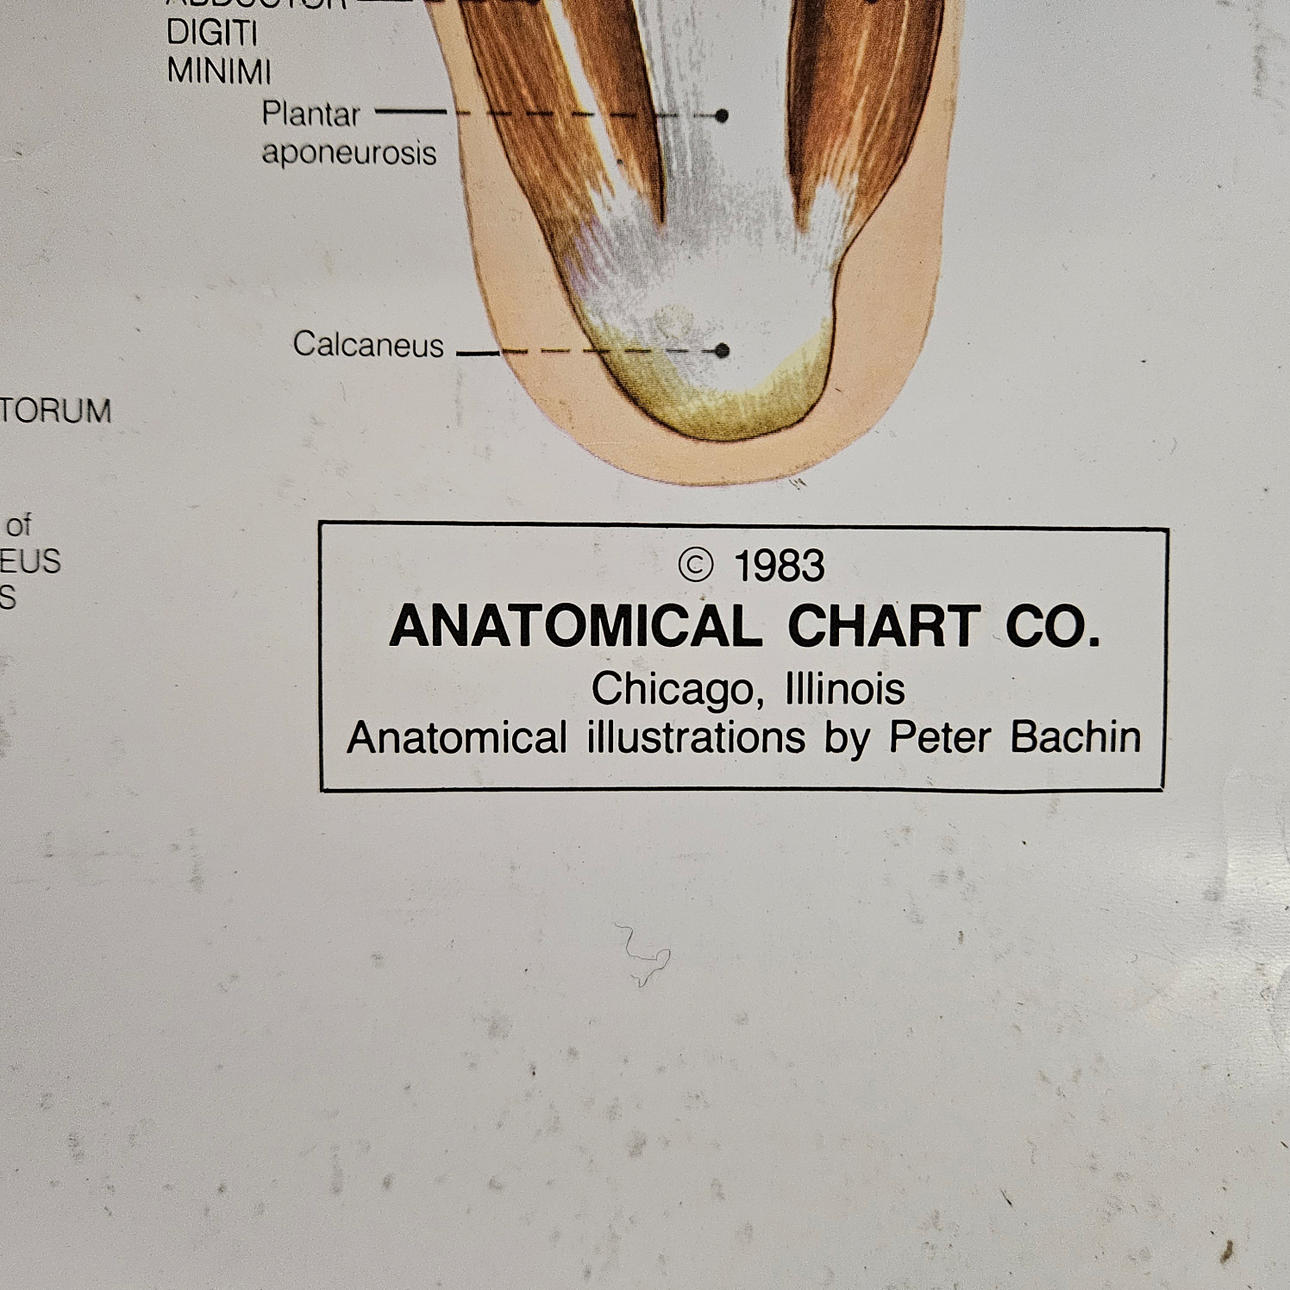 ABDUCTOR
DIGITI
MINIMI
Plantar
aponeurosis
Calcaneus
TORUM
of
EUS
S
© 1983
ANATOMICAL CHART CO.
Chicago, Illinois
Anatomical illustrations by Peter Bachin